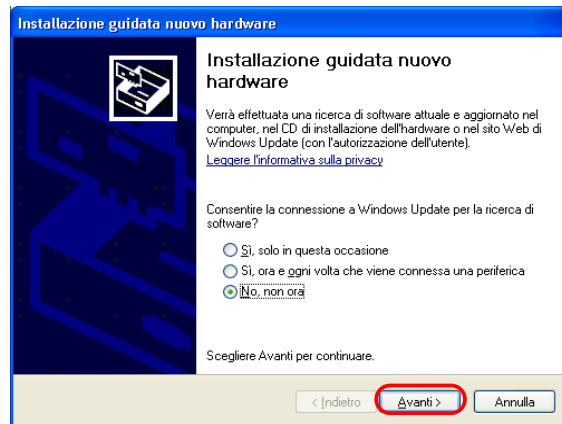 Installazione guidata nuovo hardware
Installazione guidata nuovo
hardware
Verrà effettuata una ricerca di software attuale e aggiornato nel
computer, nel CD di installazione dell'hardware o nel sito Web di
Windows Update (con l'autorizzazione dell'utente).
Leggere l'informativa sulla privacy
Consentire la connessione a Windows Update per la ricerca di
software?
Sì, solo in questa occasione
Sì, ora e ogni volta che viene connessa una periferica
No, non ora
Scegliere Avanti per continuare.
< Indietro
Avanti >
Annulla